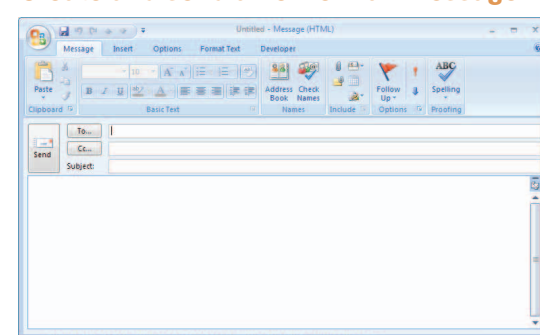 Untitled - Message (HTML)
Message Insert Options Format Text Developer
ABC
Paste
B I U
Address Book
Check Names
Follow Up
Spelling
Clipboard Basic Text Names Include Options Proofing
To...
Send
Cc...
Subject: